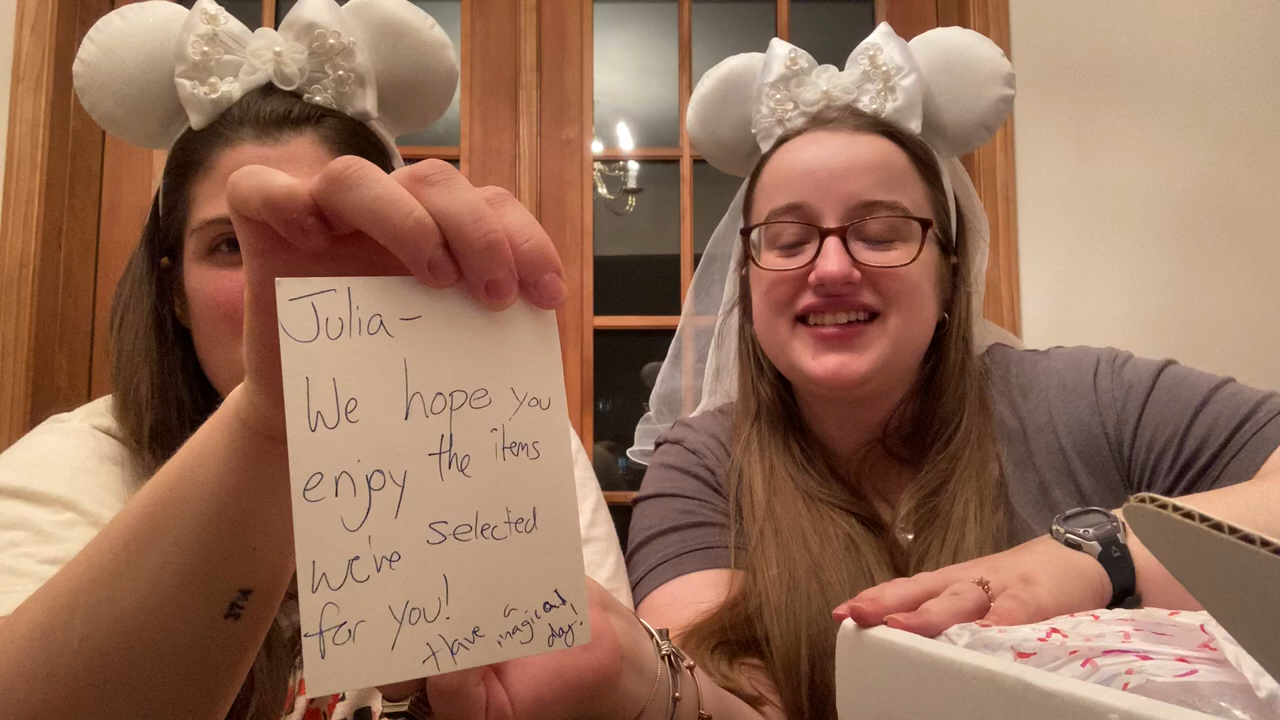 Julia-
We hope you
enjoy the items
we've selected
for you!
Have a magical
day!